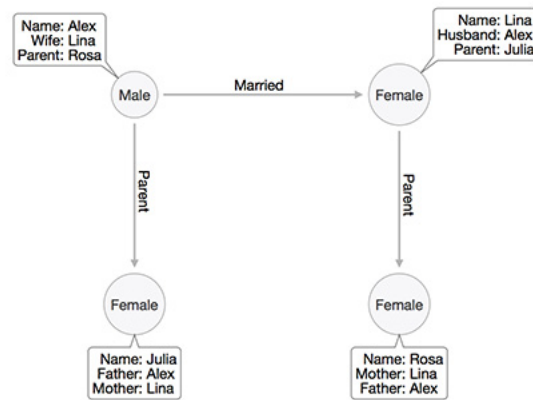 Name: Alex
Wife: Lina
Parent: Rosa
Name: Lina
Husband: Alex
Parent: Julia
Male
Married
Female
Parent
Parent
Female
Female
Name: Julia
Father: Alex
Mother: Lina
Name: Rosa
Mother: Lina
Father: Alex